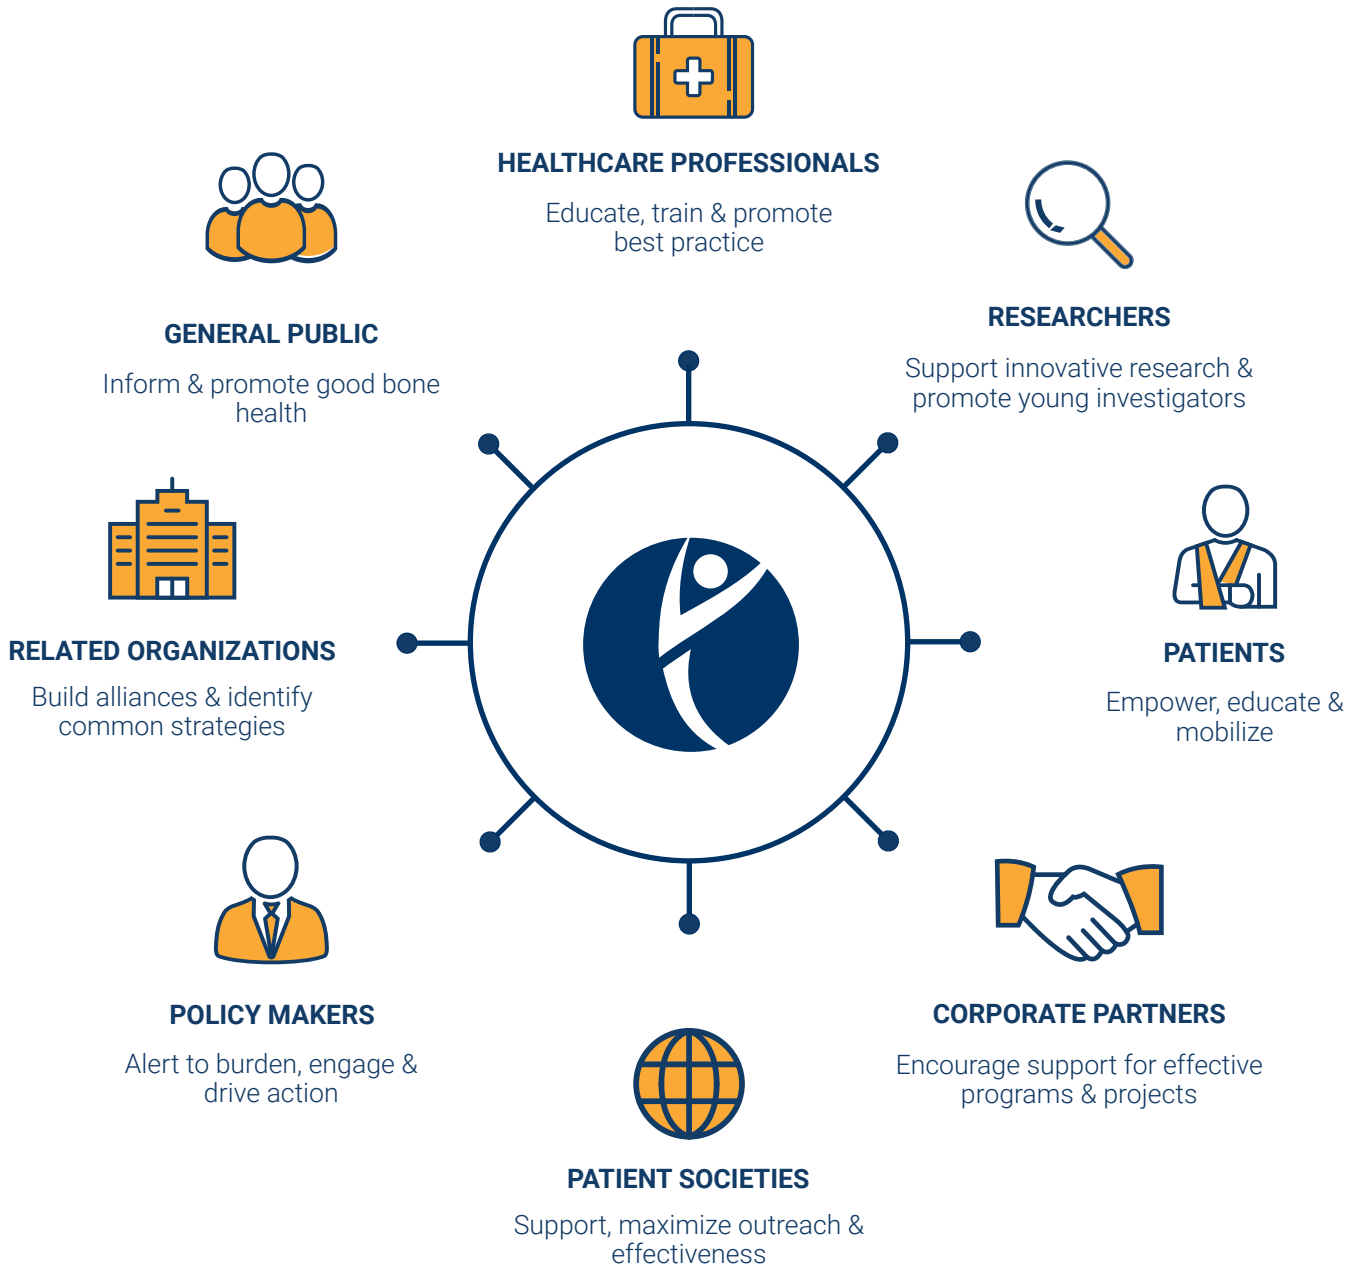 HEALTHCARE PROFESSIONALS
Educate, train & promote
best practice
RESEARCHERS
Support innovative research &
promote young investigators
PATIENTS
Empower, educate &
mobilize
CORPORATE PARTNERS
Encourage support for effective
programs & projects
PATIENT SOCIETIES
Support, maximize outreach &
effectiveness
POLICY MAKERS
Alert to burden, engage &
drive action
RELATED ORGANIZATIONS
Build alliances & identify
common strategies
GENERAL PUBLIC
Inform & promote good bone
health